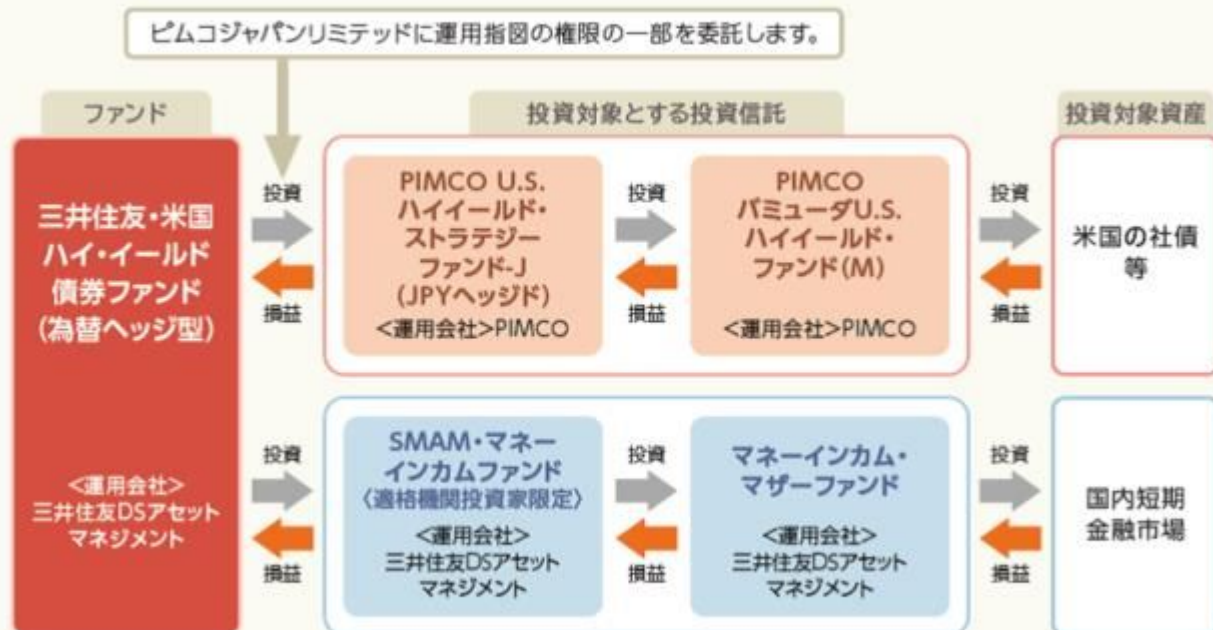 ピムコジャパンリミテッドに運用指図の権限の一部を委託します。
ファンド
投資対象とする投資信託
投資対象資産
三井住友・米国
ハイ・イールド
債券ファンド
(為替ヘッジ型)
<運用会社>
三井住友DSアセット
マネジメント
投資
損益
PIMCO U.S.
ハイイールド・
ストラテジー
ファンド-J
(JPYヘッジド)
<運用会社>PIMCO
投資
損益
PIMCO
バミューダU.S.
ハイイールド・
ファンド(M)
<運用会社>PIMCO
投資
損益
米国の社債
等
投資
損益
SMAM・マネー
インカムファンド
〈適格機関投資家限定〉
<運用会社>
三井住友DSアセット
マネジメント
投資
損益
マネーインカム・
マザーファンド
<運用会社>
三井住友DSアセット
マネジメント
投資
損益
国内短期
金融市場